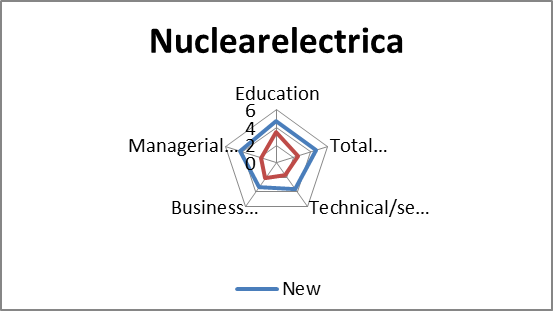 Nuclearelectrica
Education
6
4
2
0
Managerial...
Total...
Business...
Technical/se...
New